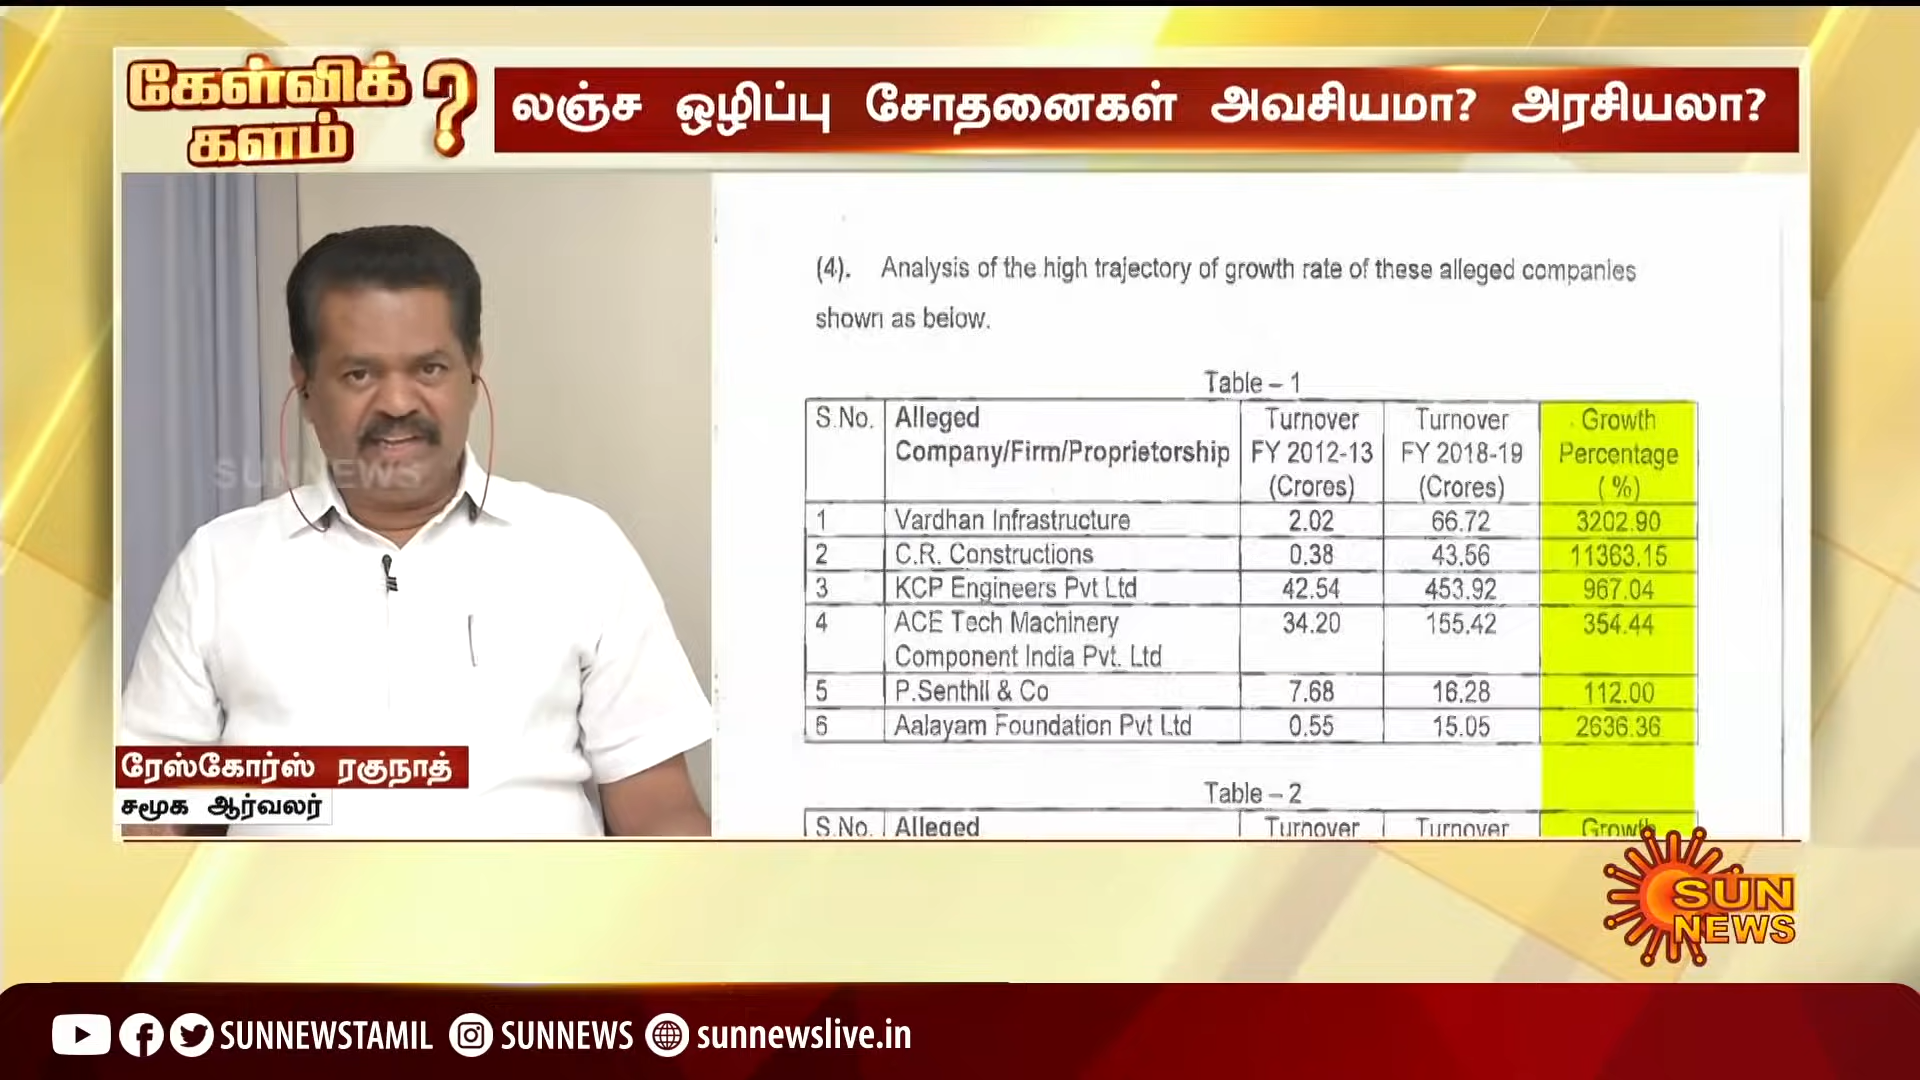 கேள்விக்
களம் ?
லஞ்ச ஒழிப்பு சோதனைகள் அவசியமா? அரசியலா?
SUNNEWS
ரேஸ்கோர்ஸ் ரகுநாத்
சமூக ஆர்வலர்
(4). Analysis of the high trajectory of growth rate of these alleged companies
shown as below.
Table – 1
S.No. Alleged Company/Firm/Proprietorship Turnover FY 2012-13 (Crores) Turnover FY 2018-19 (Crores) Growth Percentage (%)
1 Vardhan Infrastructure 2.02 66.72 3202.90
2 C.R. Constructions 0.38 43.56 11363.15
3 KCP Engineers Pvt Ltd 42.54 453.92 967.04
4 ACE Tech Machinery Component India Pvt. Ltd 34.20 155.42 354.44
5 P.Senthil & Co 7.68 16.28 112.00
6 Aalayam Foundation Pvt Ltd 0.55 15.05 2636.36
Table – 2
S.No. Alleged Turnover Turnover Growth
SUN
NEWS
SUNNEWSTAMIL SUNNEWS sunnewslive.in